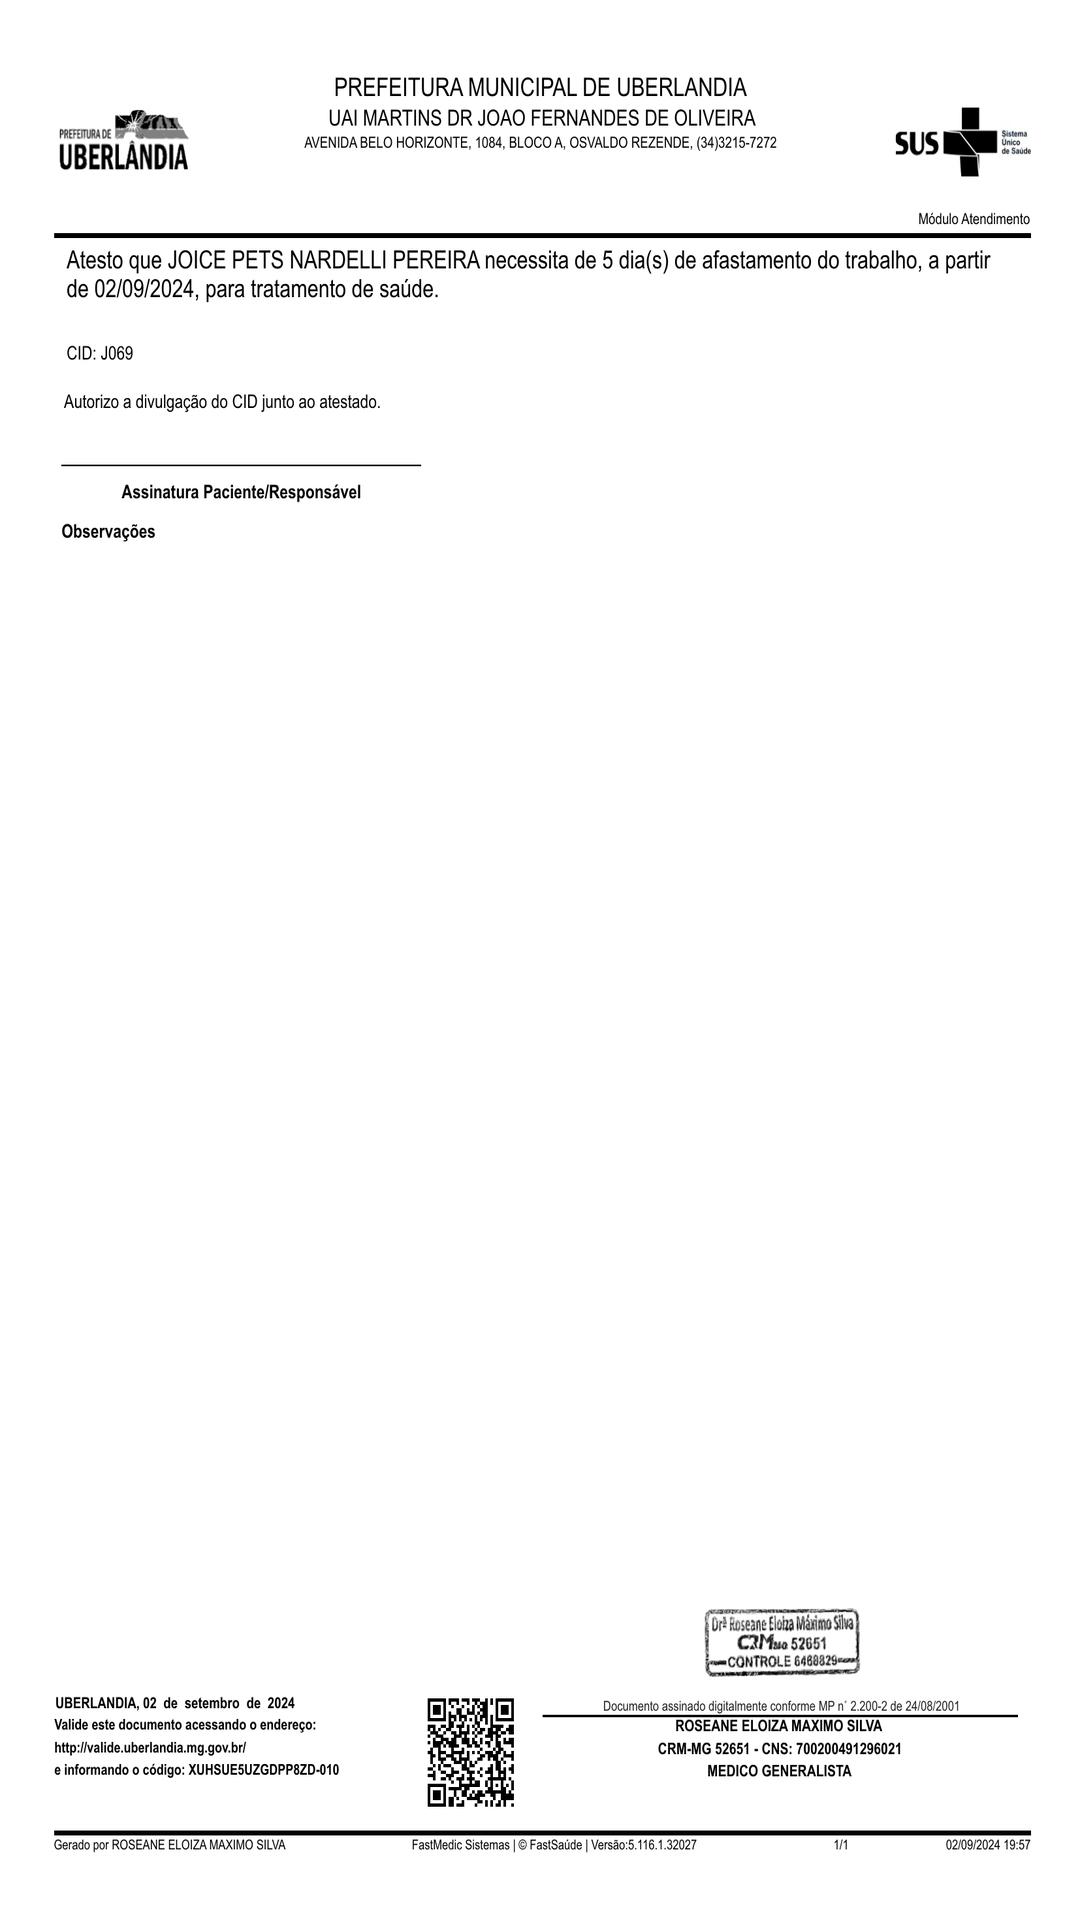 PREFEITURA MUNICIPAL DE UBERLANDIA
UAI MARTINS DR JOAO FERNANDES DE OLIVEIRA
AVENIDA BELO HORIZONTE, 1084, BLOCO A, OSVALDO REZENDE, (34)3215-7272
PREFEITURA DE
UBERLÂNDIA
SUS
Sistema
Único
de Saúde
Módulo Atendimento
Atesto que JOICE PETS NARDELLI PEREIRA necessita de 5 dia(s) de afastamento do trabalho, a partir
de 02/09/2024, para tratamento de saúde.
CID: J069
Autorizo a divulgação do CID junto ao atestado.
Assinatura Paciente/Responsável
Observações
Drª Roseane Eloiza Máximo Silva
CRM MG 52651
CONTROLE 6468829
UBERLANDIA, 02 de setembro de 2024
Valide este documento acessando o endereço:
http://valide.uberlandia.mg.gov.br/
e informando o código: XUHSUE5UZGDPP8ZD-010
Documento assinado digitalmente conforme MP n´ 2.200-2 de 24/08/2001
ROSEANE ELOIZA MAXIMO SILVA
CRM-MG 52651 - CNS: 700200491296021
MEDICO GENERALISTA
Gerado por ROSEANE ELOIZA MAXIMO SILVA
FastMedic Sistemas | © FastSaúde | Versão:5.116.1.32027
1/1
02/09/2024 19:57